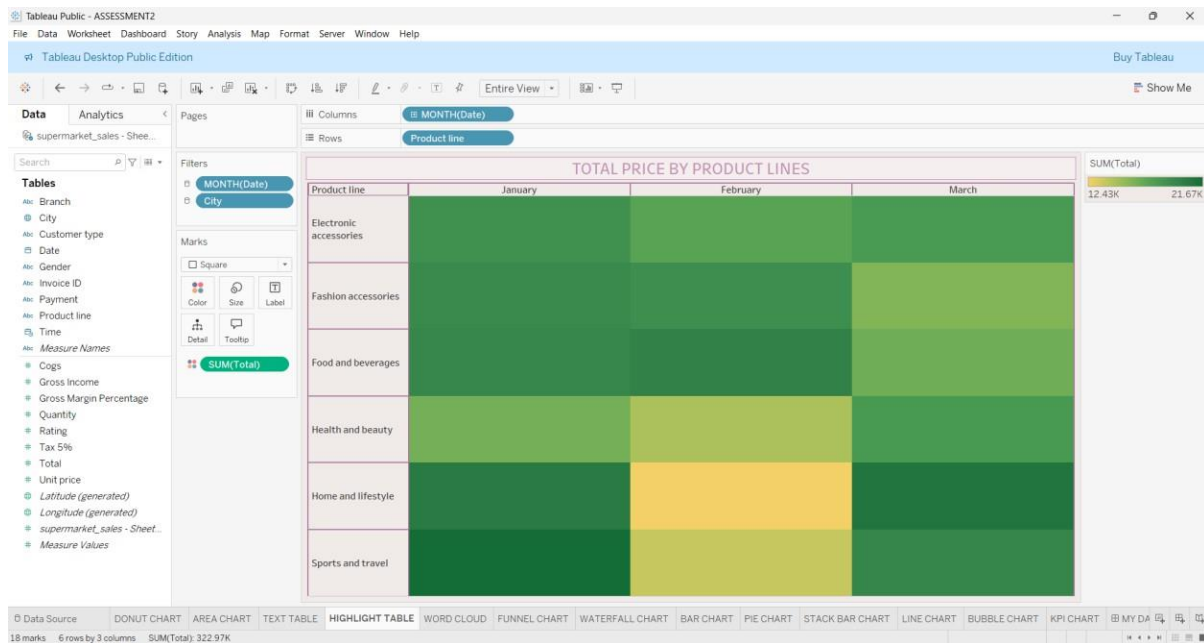 Tableau Public - ASSESSMENT2
File Data Worksheet Dashboard Story Analysis Map Format Server Window Help
Tableau Desktop Public Edition
Buy Tableau
Entire View
Show Me
Data Analytics
supermarket_sales - Shee...
Search
Tables
Abc Branch
City
Abc Customer type
Date
Abc Gender
Abc Invoice ID
Abc Payment
Abc Product line
Time
Abc Measure Names
# Cogs
# Gross Income
# Gross Margin Percentage
# Quantity
# Rating
# Tax 5%
# Total
# Unit price
Latitude (generated)
Longitude (generated)
# supermarket_sales - Sheet...
# Measure Values
Pages
Filters
MONTH(Date)
City
Marks
Square
Color Size Label
Detail Tooltip
SUM(Total)
Columns MONTH(Date)
Rows Product line
TOTAL PRICE BY PRODUCT LINES
Product line January February March
Electronic
accessories
Fashion accessories
Food and beverages
Health and beauty
Home and lifestyle
Sports and travel
SUM(Total)
12.43K 21.67K
Data Source DONUT CHART AREA CHART TEXT TABLE HIGHLIGHT TABLE WORD CLOUD FUNNEL CHART WATERFALL CHART BAR CHART PIE CHART STACK BAR CHART LINE CHART BUBBLE CHART KPI CHART MY DA
18 marks 6 rows by 3 columns SUM(Total): 322.97K